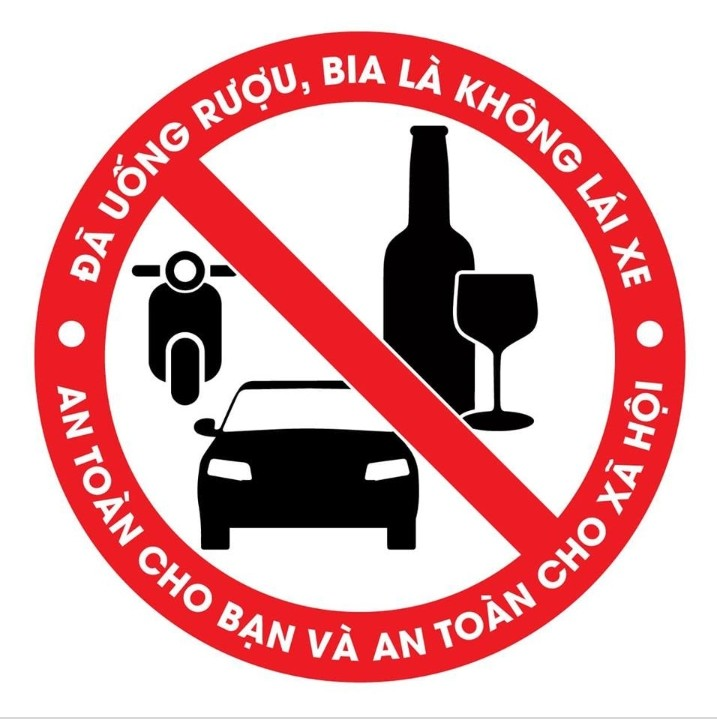 ĐÃ UỐNG RƯỢU, BIA LÀ KHÔNG LÁI XE
AN TOÀN CHO BẠN VÀ AN TOÀN CHO XÃ HỘI